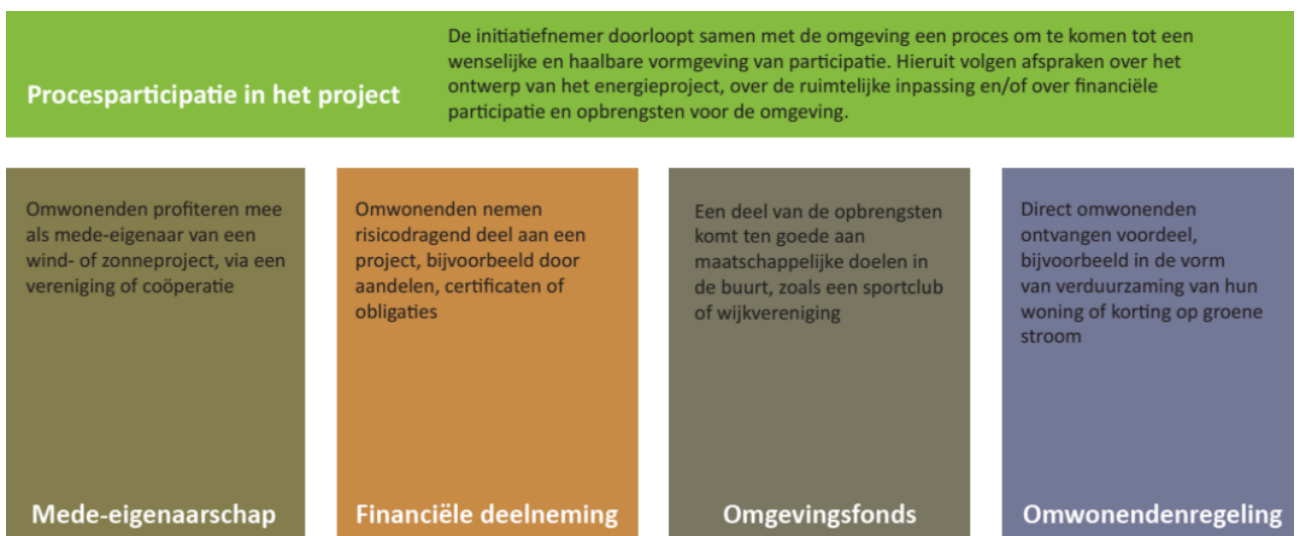 Procesparticipatie in het project
De initiatiefnemer doorloopt samen met de omgeving een proces om te komen tot een
wenselijke en haalbare vormgeving van participatie. Hieruit volgen afspraken over het
ontwerp van het energieproject, over de ruimtelijke inpassing en/of over financiële
participatie en opbrengsten voor de omgeving.
Omwonenden profiteren mee
als mede-eigenaar van een
wind- of zonneproject, via een
vereniging of coöperatie
Mede-eigenaarschap
Omwonenden nemen
risicodragend deel aan een
project, bijvoorbeeld door
aandelen, certificaten of
obligaties
Financiële deelneming
Een deel van de opbrengsten
komt ten goede aan
maatschappelijke doelen in
de buurt, zoals een sportclub
of wijkvereniging
Omgevingsfonds
Direct omwonenden
ontvangen voordeel,
bijvoorbeeld in de vorm
van verduurzaming van hun
woning of korting op groene
stroom
Omwonendenregeling